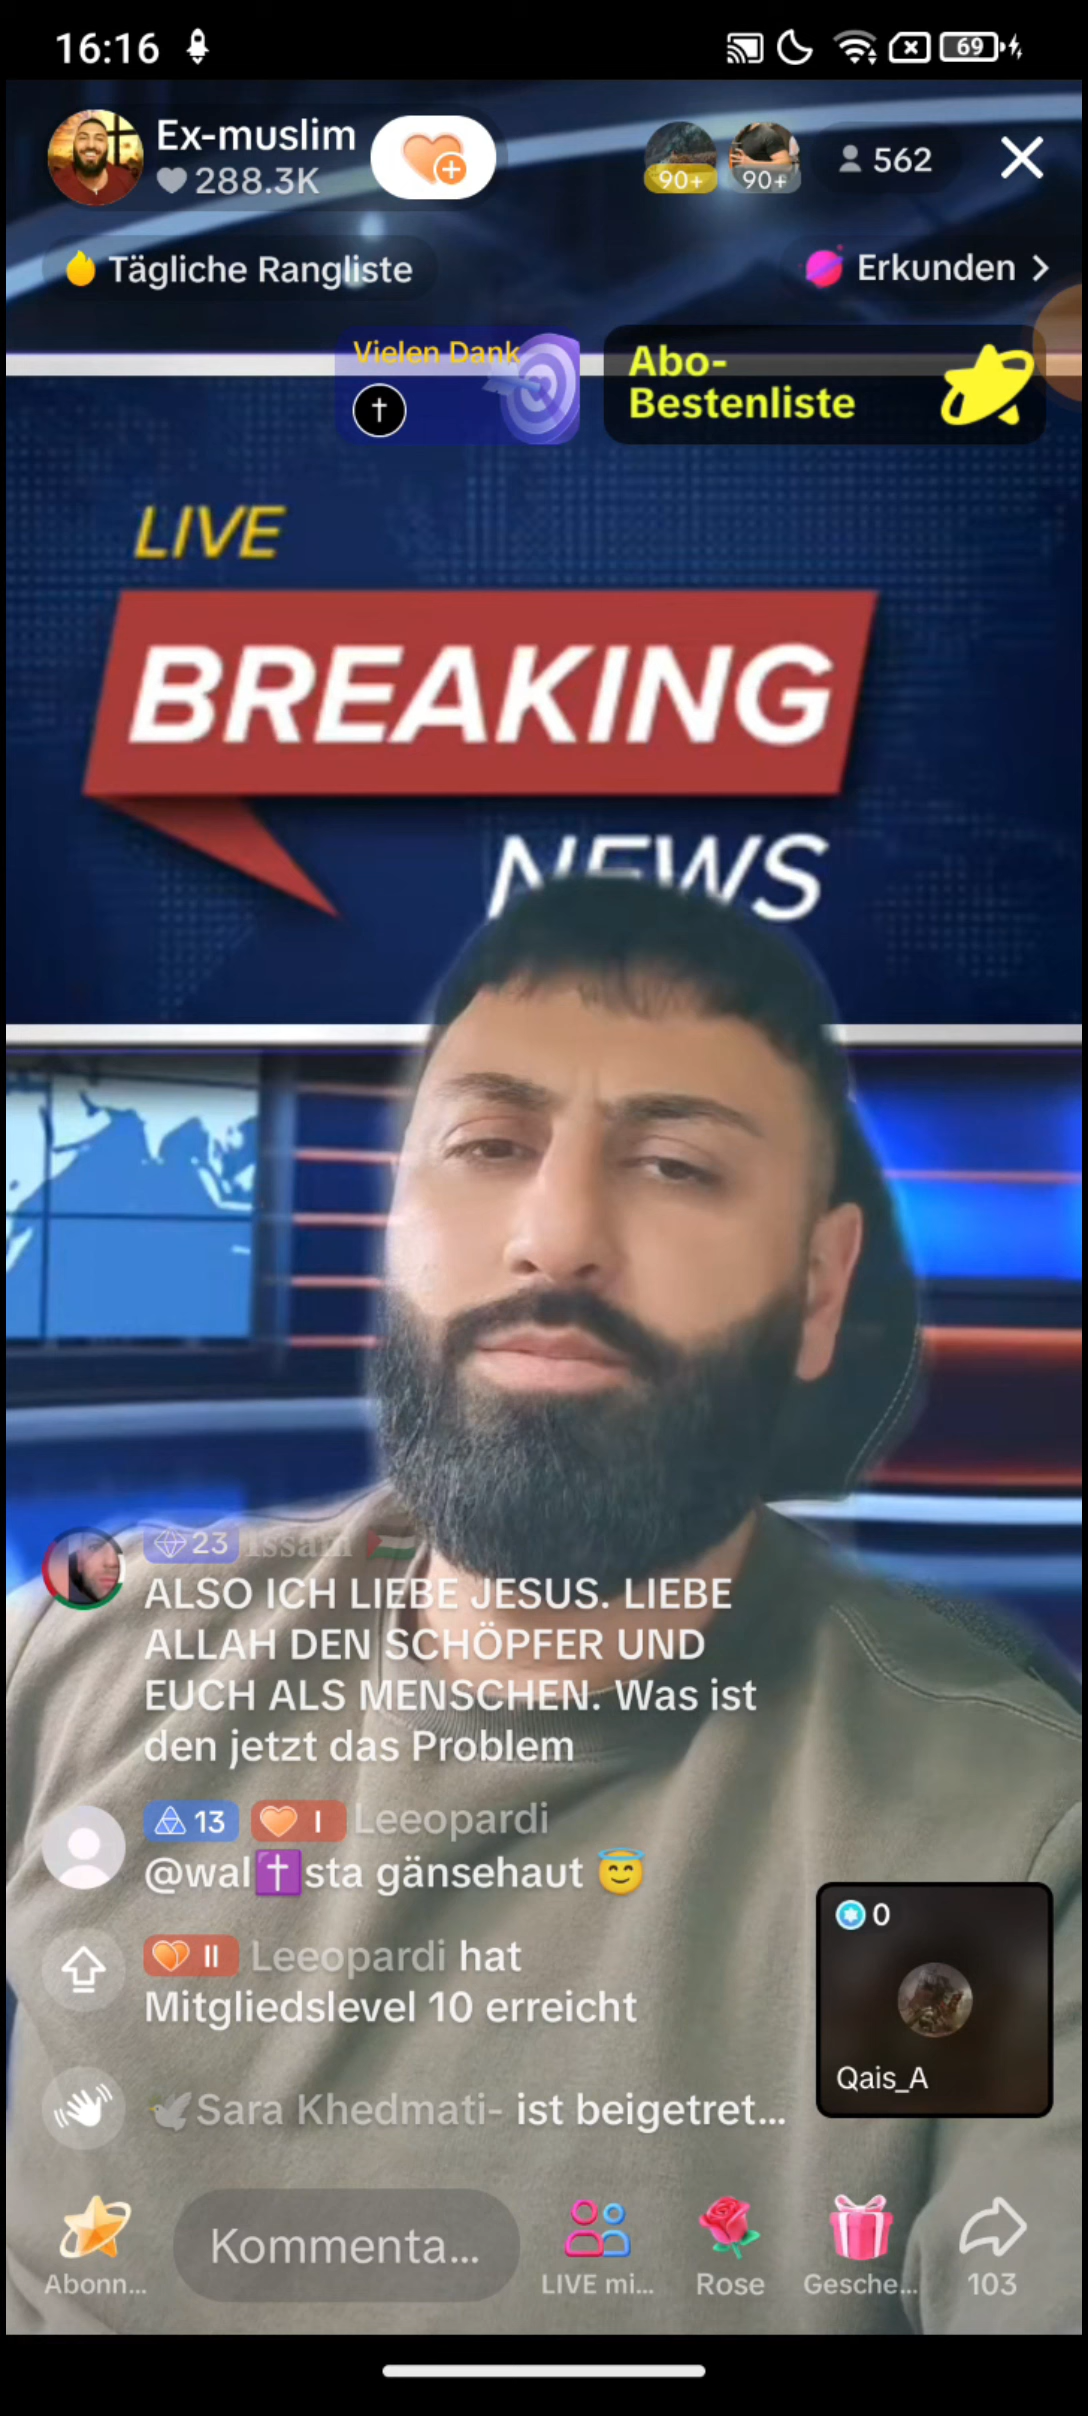 16:16
69
Ex-muslim
288.3K
90+
90+
562
Tägliche Rangliste
Erkunden
Vielen Dank
Abo-
Bestenliste
LIVE
BREAKING
NEWS
23 Issam
ALSO ICH LIEBE JESUS. LIEBE
ALLAH DEN SCHÖPFER UND
EUCH ALS MENSCHEN. Was ist
den jetzt das Problem
13 I Leeopardi
@wal✝️sta gänsehaut 😇
II Leeopardi hat
Mitgliedslevel 10 erreicht
🕊️Sara Khedmati- ist beigetret...
0
Qais_A
Kommenta...
Abonn...
LIVE mi...
Rose
Gesche...
103